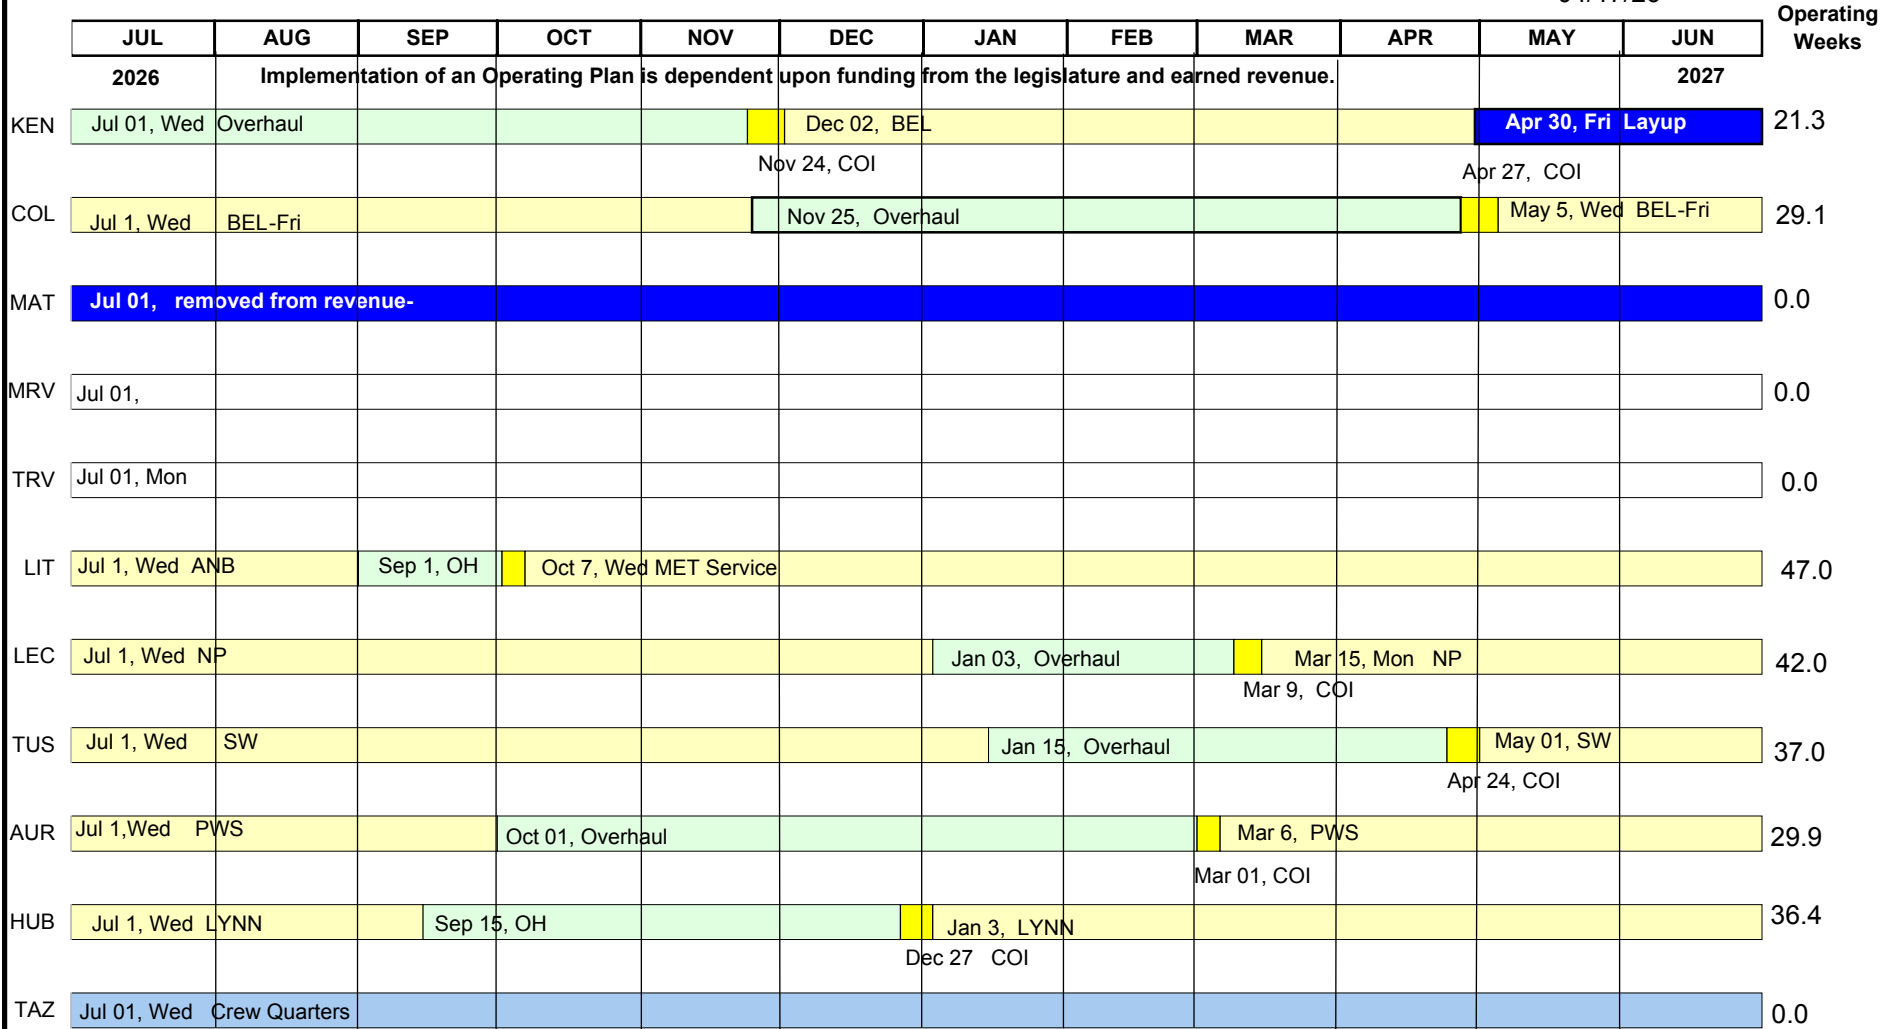 Operating
Weeks
JUL AUG SEP OCT NOV DEC JAN FEB MAR APR MAY JUN
2026 Implementation of an Operating Plan is dependent upon funding from the legislature and earned revenue. 2027
KEN Jul 01, Wed Overhaul Dec 02, BEL Apr 30, Fri Layup 21.3
Nov 24, COI Apr 27, COI
COL Jul 1, Wed BEL-Fri Nov 25, Overhaul May 5, Wed BEL-Fri 29.1
MAT Jul 01, removed from revenue- 0.0
MRV Jul 01, 0.0
TRV Jul 01, Mon 0.0
LIT Jul 1, Wed ANB Sep 1, OH Oct 7, Wed MET Service 47.0
LEC Jul 1, Wed NP Jan 03, Overhaul Mar 15, Mon NP 42.0
Mar 9, COI
TUS Jul 1, Wed SW Jan 15, Overhaul May 01, SW 37.0
Apr 24, COI
AUR Jul 1,Wed PWS Oct 01, Overhaul Mar 6, PWS 29.9
Mar 01, COI
HUB Jul 1, Wed LYNN Sep 15, OH Jan 3, LYNN 36.4
Dec 27 COI
TAZ Jul 01, Wed Crew Quarters 0.0